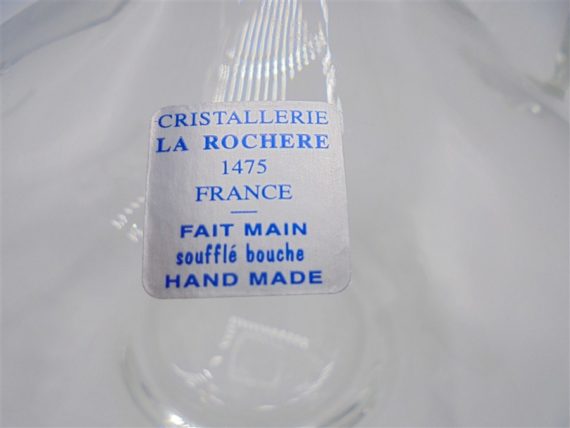 CRISTALLERIE
LA ROCHERE
1475
FRANCE
FAIT MAIN
soufflé bouche
HAND MADE